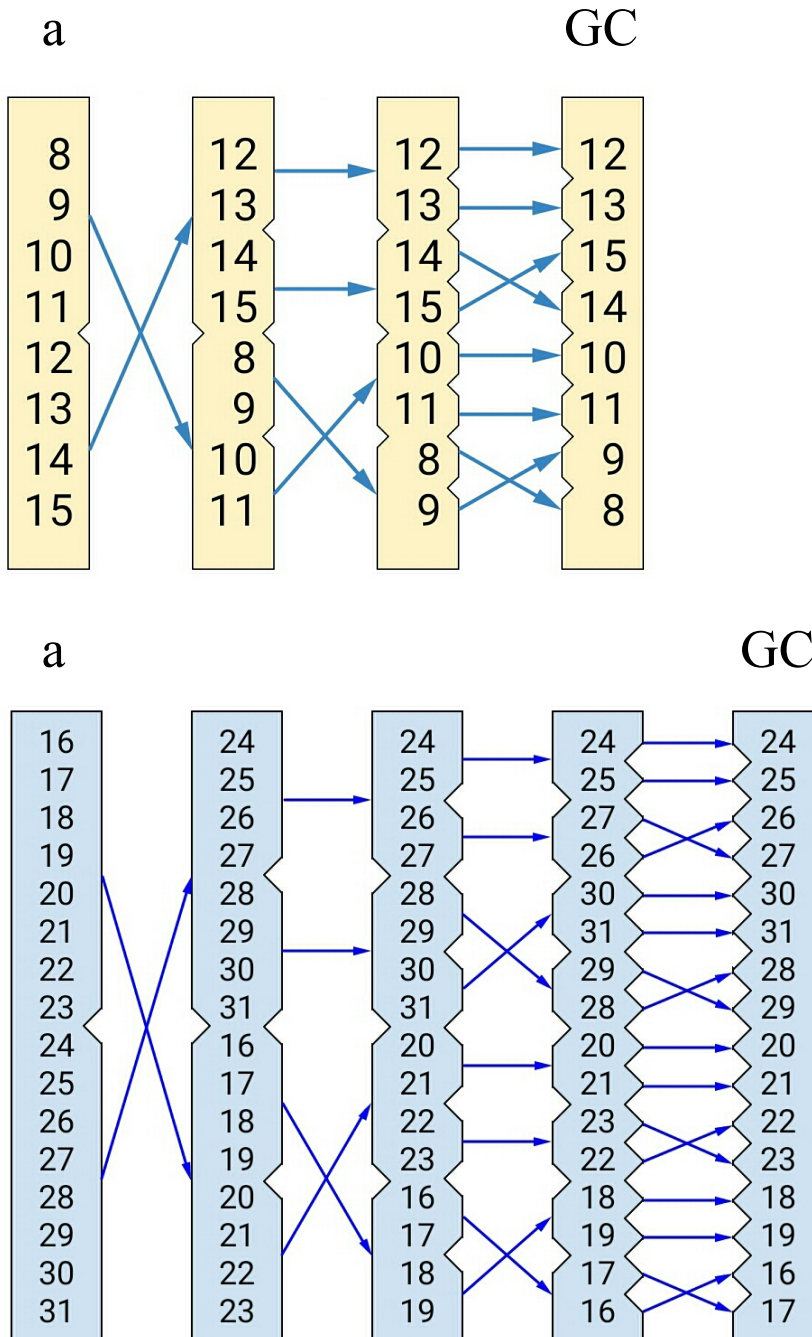 a GC
8 12 12 12
9 13 13 13
10 14 14 15
11 15 15 14
12 8 10 10
13 9 11 11
14 10 8 9
15 11 9 8
a GC
16 24 24 24 24
17 25 25 25 25
18 26 26 27 26
19 27 27 26 27
20 28 28 30 30
21 29 29 31 31
22 30 30 29 28
23 31 31 28 29
24 16 20 20 20
25 17 21 21 21
26 18 22 23 22
27 19 23 22 23
28 20 16 18 18
29 21 17 19 19
30 22 18 17 16
31 23 19 16 17